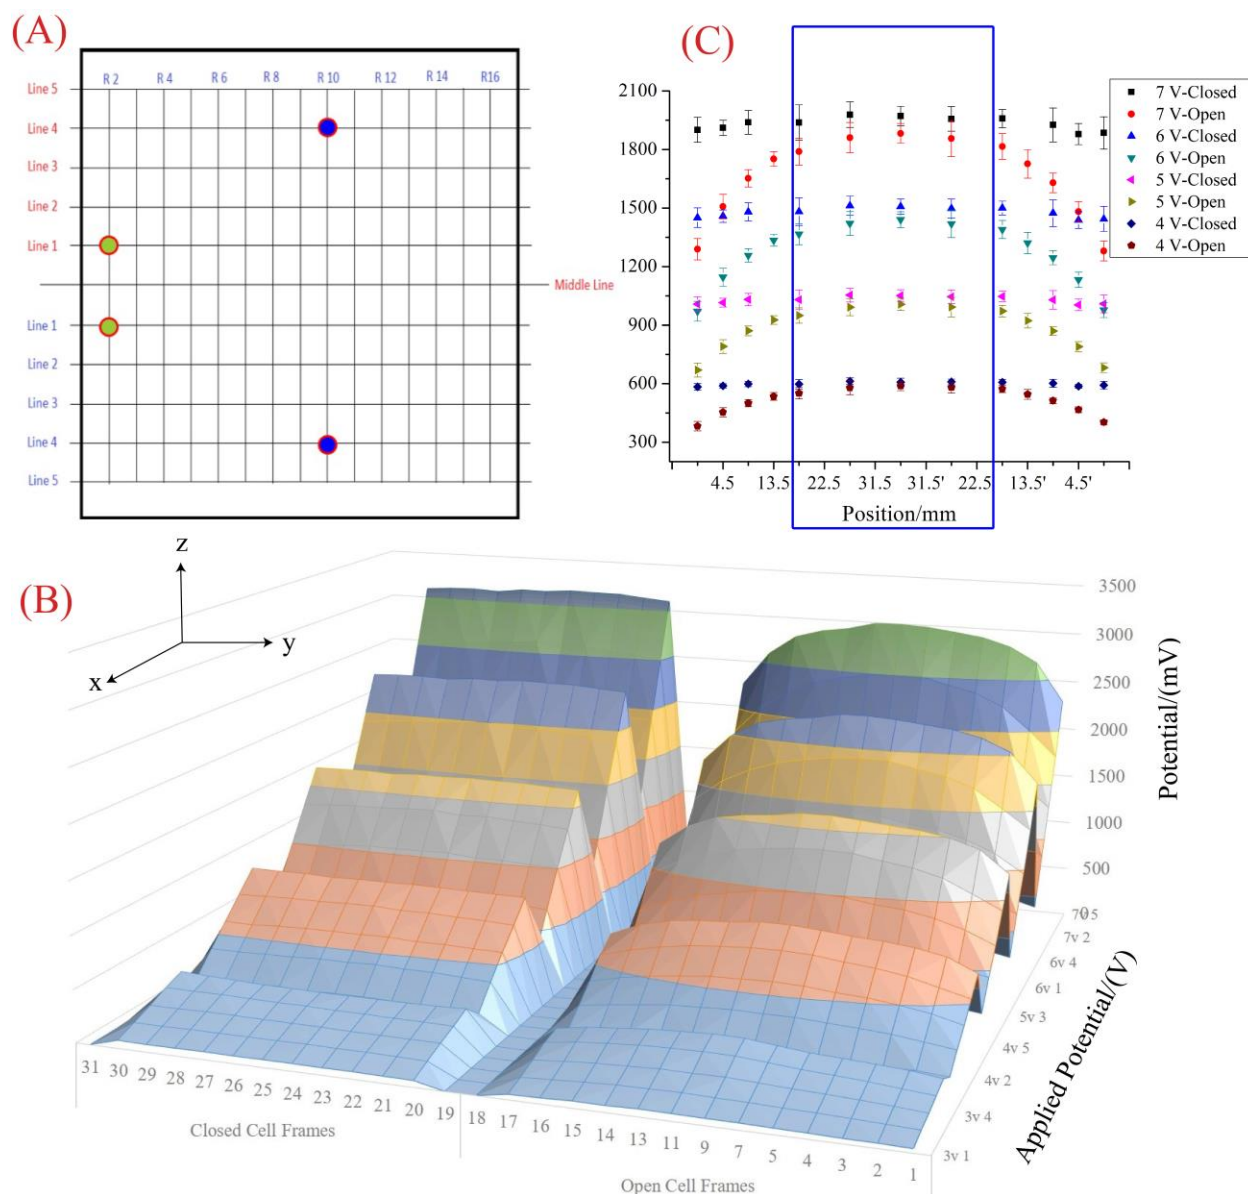 (A)
R 2 R 4 R 6 R 8 R 10 R 12 R 14 R16
Line 5
Line 4
Line 3
Line 2
Line 1
Middle Line
Line 1
Line 2
Line 3
Line 4
Line 5
(C)
2100
1800
1500
1200
900
600
300
4.5 13.5 22.5 31.5 31.5' 22.5 13.5' 4.5'
Position/mm
7 V-Closed
7 V-Open
6 V-Closed
6 V-Open
5 V-Closed
5 V-Open
4 V-Closed
4 V-Open
(B)
z
y
x
3500
3000
2500
2000
1500
1000
500
0
Potential/(mV)
7v 5
7v 2
6v 4
6v 1
5v 3
4v 5
4v 2
3v 4
3v 1
Applied Potential/(V)
31 30 29 28 27 26 25 24 23 22 21 20 19 18 17 16 15 14 13 11 9 7 5 4 3 2 1
Closed Cell Frames
Open Cell Frames